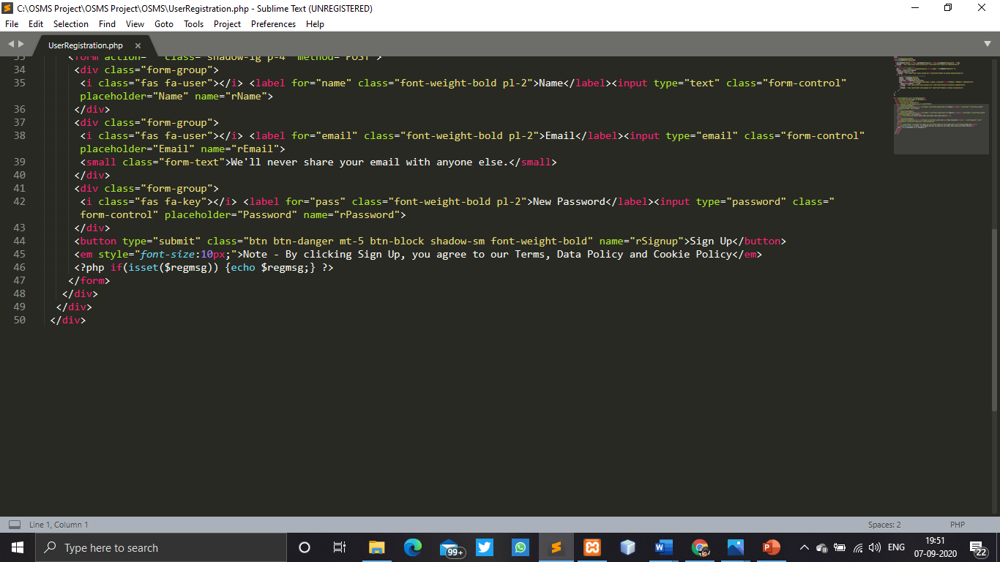 C:\OSMS Project\OSMS Project\OSMS\UserRegistration.php - Sublime Text (UNREGISTERED)
File Edit Selection Find View Goto Tools Project Preferences Help
UserRegistration.php
33 <form action="" class="shadow-lg p-4" method="POST">
34 <div class="form-group">
35 <i class="fas fa-user"></i> <label for="name" class="font-weight-bold pl-2">Name</label><input type="text" class="form-control"
placeholder="Name" name="rName">
36 </div>
37 <div class="form-group">
38 <i class="fas fa-user"></i> <label for="email" class="font-weight-bold pl-2">Email</label><input type="email" class="form-control"
placeholder="Email" name="rEmail">
39 <small class="form-text">We'll never share your email with anyone else.</small>
40 </div>
41 <div class="form-group">
42 <i class="fas fa-key"></i> <label for="pass" class="font-weight-bold pl-2">New Password</label><input type="password" class="
form-control" placeholder="Password" name="rPassword">
43 </div>
44 <button type="submit" class="btn btn-danger mt-5 btn-block shadow-sm font-weight-bold" name="rSignup">Sign Up</button>
45 <em style="font-size:10px;">Note - By clicking Sign Up, you agree to our Terms, Data Policy and Cookie Policy</em>
46 <?php if(isset($regmsg)) {echo $regmsg;} ?>
47 </form>
48 </div>
49 </div>
50 </div>
Line 1, Column 1
Spaces: 2 PHP
Type here to search
99+
ENG
19:51
07-09-2020
22